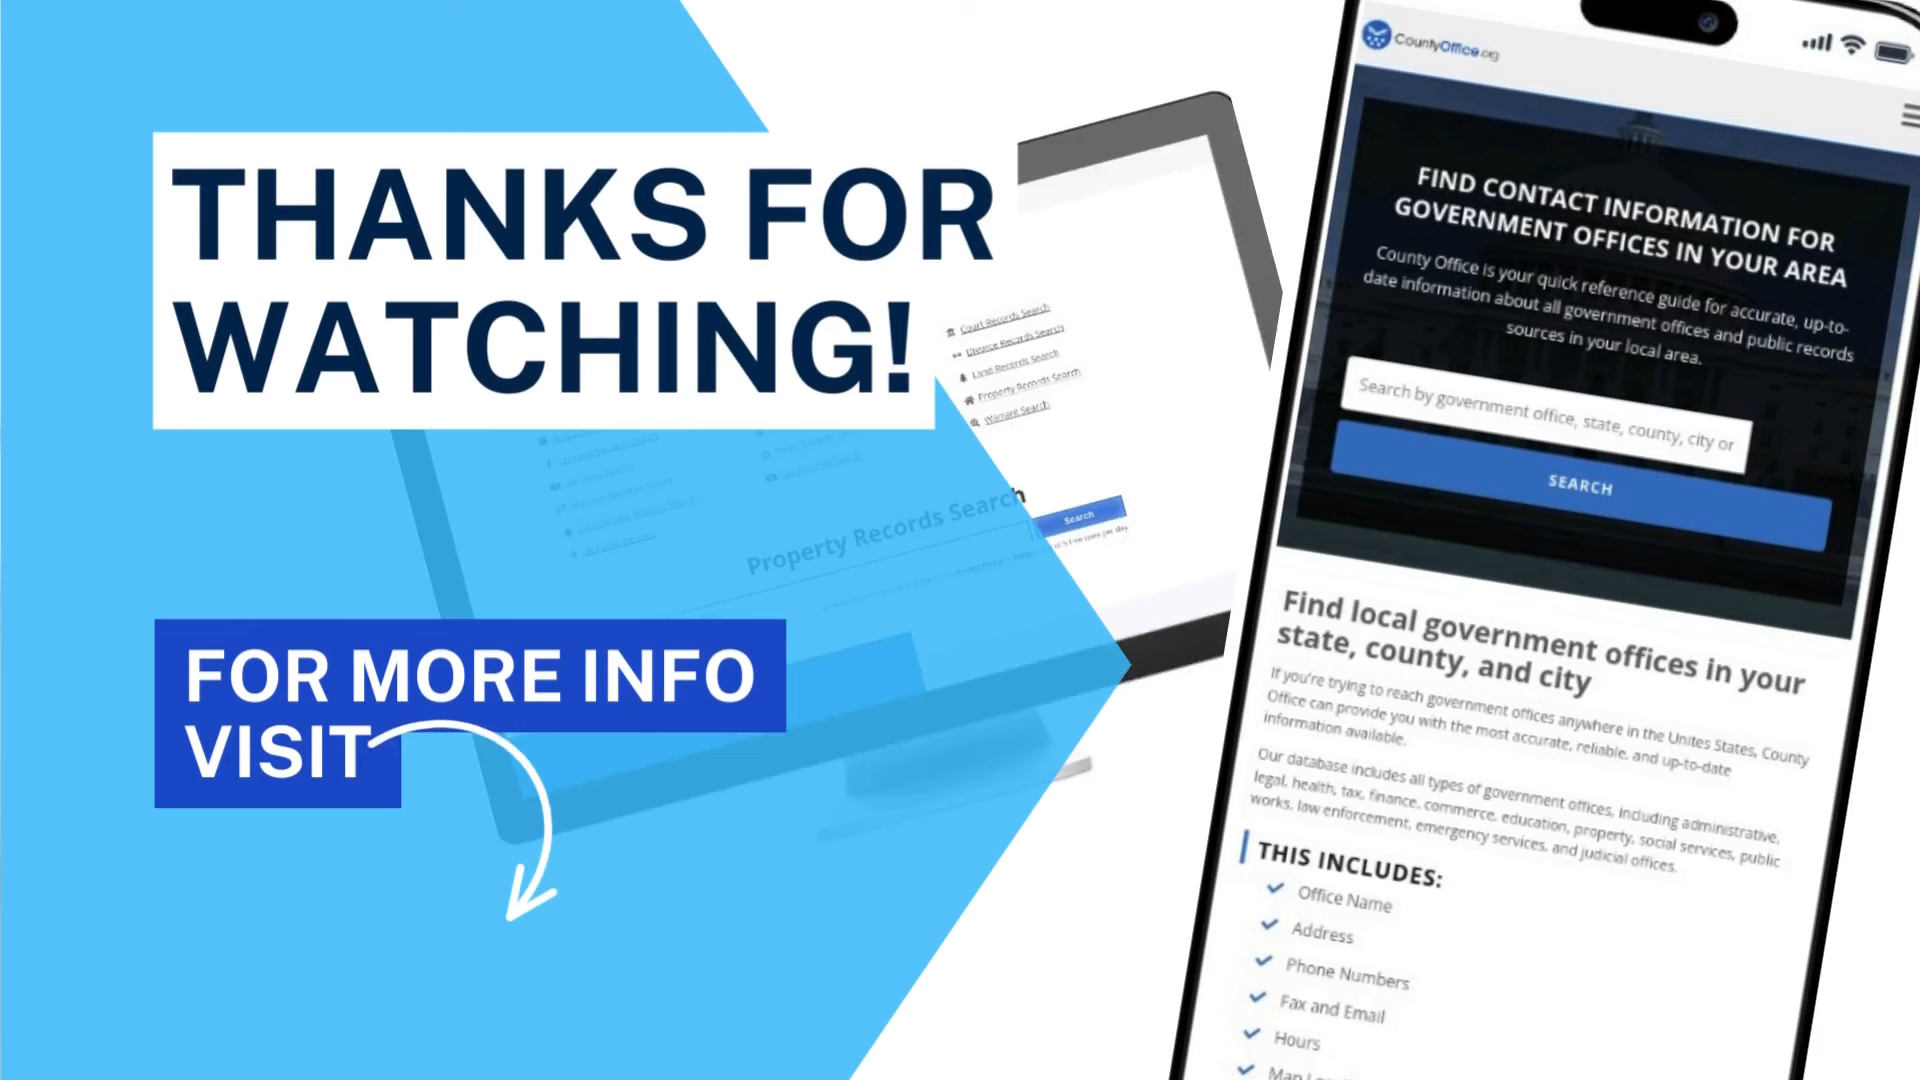 THANKS FOR
WATCHING!
FOR MORE INFO
VISIT
Court Records Search
Divorce Records Search
Land Records Search
Property Records Search
Warrant Search
Property Records Search
Search
CountyOffice.org
FIND CONTACT INFORMATION FOR
GOVERNMENT OFFICES IN YOUR AREA
County Office is your quick reference guide for accurate, up-to-
date information about all government offices and public records
sources in your local area.
Search by government office, state, county, city or
SEARCH
Find local government offices in your
state, county, and city
If you're trying to reach government offices anywhere in the Unites States, County
Office can provide you with the most accurate, reliable, and up-to-date
information available.
Our database includes all types of government offices, including administrative,
legal, health, tax, finance, commerce, education, property, social services, public
works, law enforcement, emergency services, and judicial offices.
THIS INCLUDES:
Office Name
Address
Phone Numbers
Fax and Email
Hours